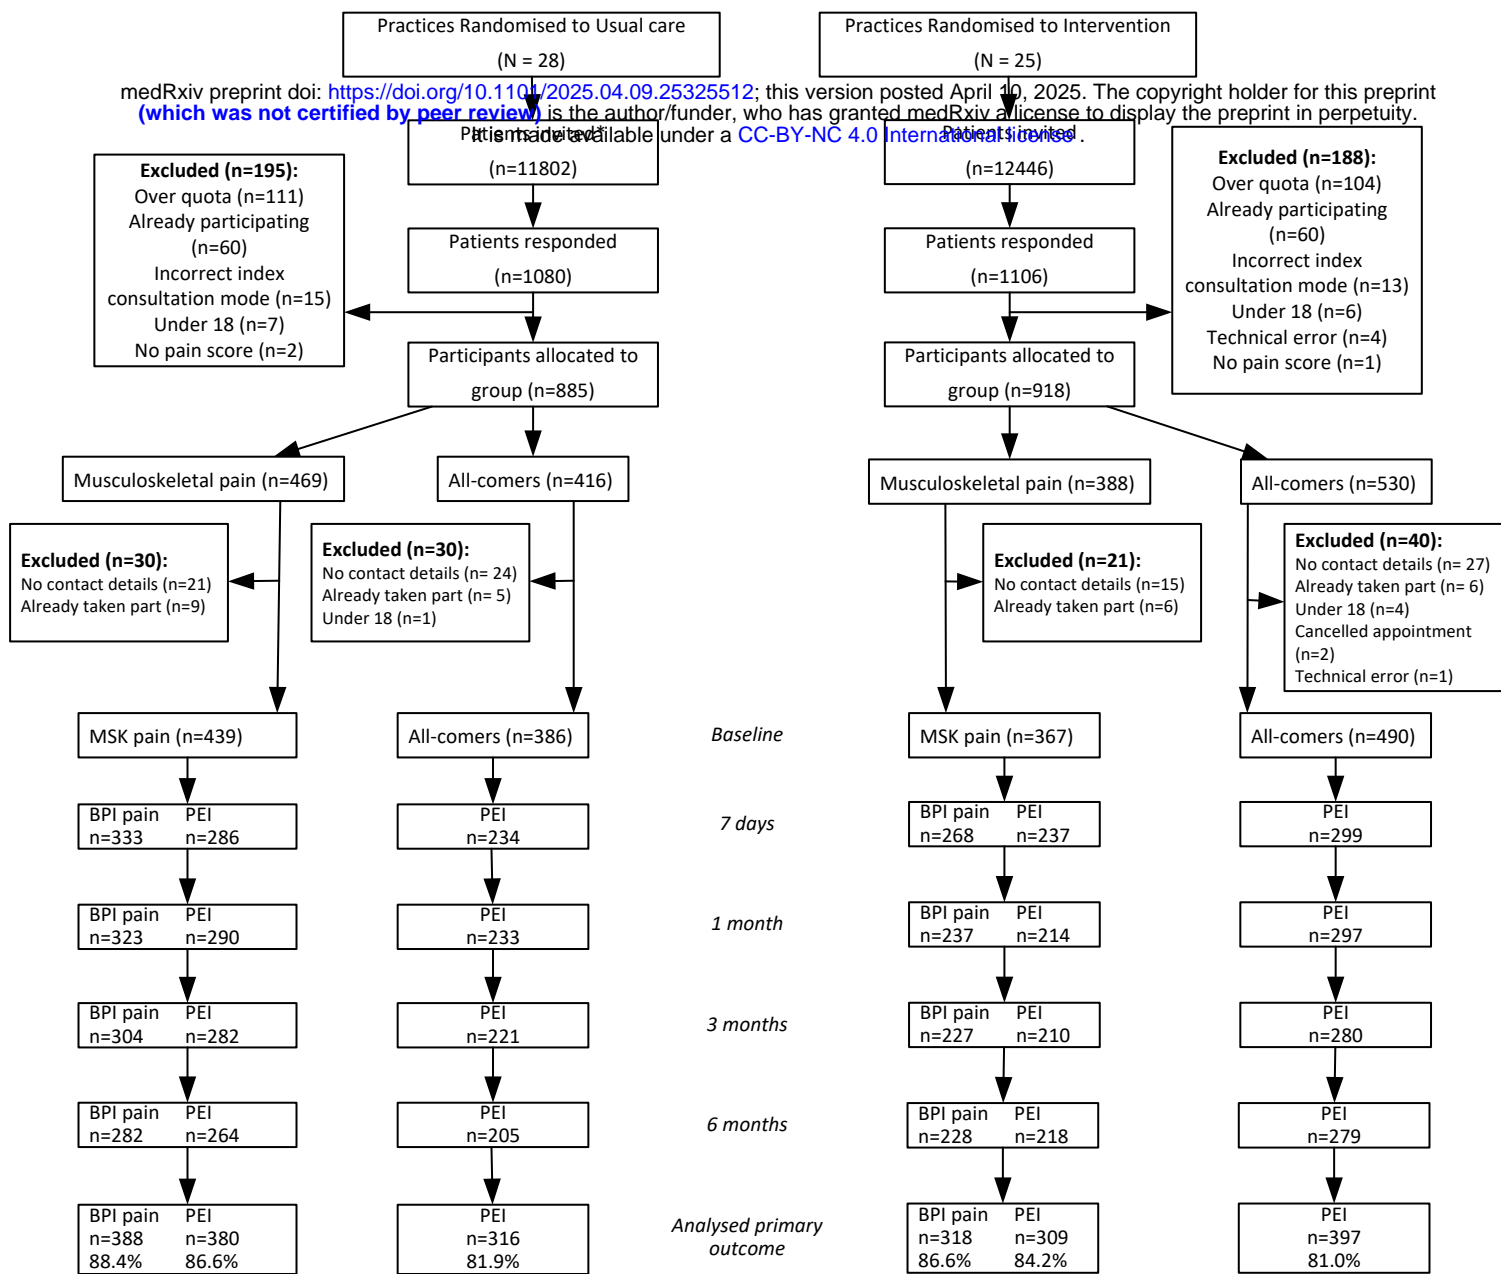 Practices Randomised to Usual care
(N = 28)
Practices Randomised to Intervention
(N = 25)
medRxiv preprint doi: https://doi.org/10.1101/2025.04.09.25325512; this version posted April 10, 2025. The copyright holder for this preprint
(which was not certified by peer review) is the author/funder, who has granted medRxiv a license to display the preprint in perpetuity.
It is made available under a CC-BY-NC 4.0 International license .
Patients invited*
(n=11802)
Patients invited
(n=12446)
Excluded (n=195):
Over quota (n=111)
Already participating
(n=60)
Incorrect index
consultation mode (n=15)
Under 18 (n=7)
No pain score (n=2)
Patients responded
(n=1080)
Patients responded
(n=1106)
Excluded (n=188):
Over quota (n=104)
Already participating
(n=60)
Incorrect index
consultation mode (n=13)
Under 18 (n=6)
Technical error (n=4)
No pain score (n=1)
Participants allocated to
group (n=885)
Participants allocated to
group (n=918)
Musculoskeletal pain (n=469)
All-comers (n=416)
Musculoskeletal pain (n=388)
All-comers (n=530)
Excluded (n=30):
No contact details (n=21)
Already taken part (n=9)
Excluded (n=30):
No contact details (n= 24)
Already taken part (n= 5)
Under 18 (n=1)
Excluded (n=21):
No contact details (n=15)
Already taken part (n=6)
Excluded (n=40):
No contact details (n= 27)
Already taken part (n= 6)
Under 18 (n=4)
Cancelled appointment
(n=2)
Technical error (n=1)
MSK pain (n=439)
All-comers (n=386)
Baseline
MSK pain (n=367)
All-comers (n=490)
BPI pain PEI
n=333 n=286
PEI
n=234
7 days
BPI pain PEI
n=268 n=237
PEI
n=299
BPI pain PEI
n=323 n=290
PEI
n=233
1 month
BPI pain PEI
n=237 n=214
PEI
n=297
BPI pain PEI
n=304 n=282
PEI
n=221
3 months
BPI pain PEI
n=227 n=210
PEI
n=280
BPI pain PEI
n=282 n=264
PEI
n=205
6 months
BPI pain PEI
n=228 n=218
PEI
n=279
BPI pain PEI
n=388 n=380
88.4% 86.6%
PEI
n=316
81.9%
Analysed primary
outcome
BPI pain PEI
n=318 n=309
86.6% 84.2%
PEI
n=397
81.0%